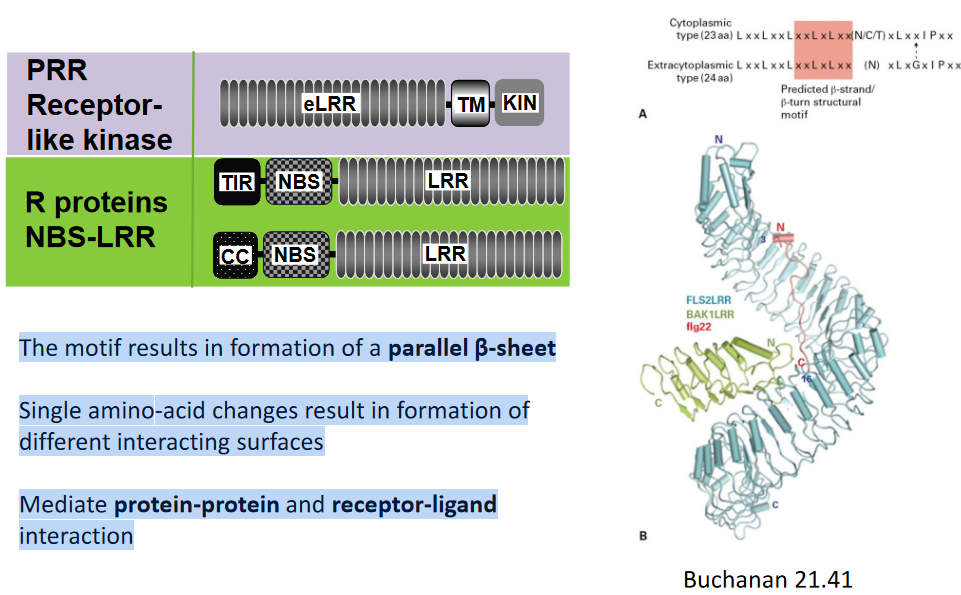 PRR
Receptor-
like kinase
eLRR
TM
KIN
R proteins
NBS-LRR
TIR
NBS
LRR
CC
NBS
LRR
The motif results in formation of a parallel β-sheet
Single amino-acid changes result in formation of
different interacting surfaces
Mediate protein-protein and receptor-ligand
interaction
Cytoplasmic
type (23 aa)
L x x L x x L x x L x L x x (N/C/T) x L x x I P x x
Extracytoplasmic
type (24 aa)
L x x L x x L x x L x L x x (N) x L x G x I P x x
Predicted β-strand/
β-turn structural
motif
A
N
N
3
FLS2LRR
BAK1LRR
flg22
N
C
16
C
C
B
Buchanan 21.41